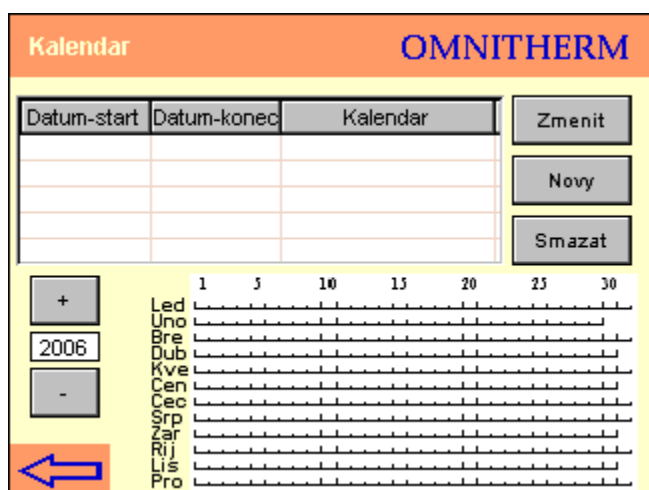 Kalendar OMNITHERM
Datum-start Datum-konec Kalendar
Zmenit
Novy
Smazat
+
2006
-
1 5 10 15 20 25 30
Led
Uno
Bre
Dub
Kve
Cen
Cec
Srp
Zar
Rij
Lis
Pro